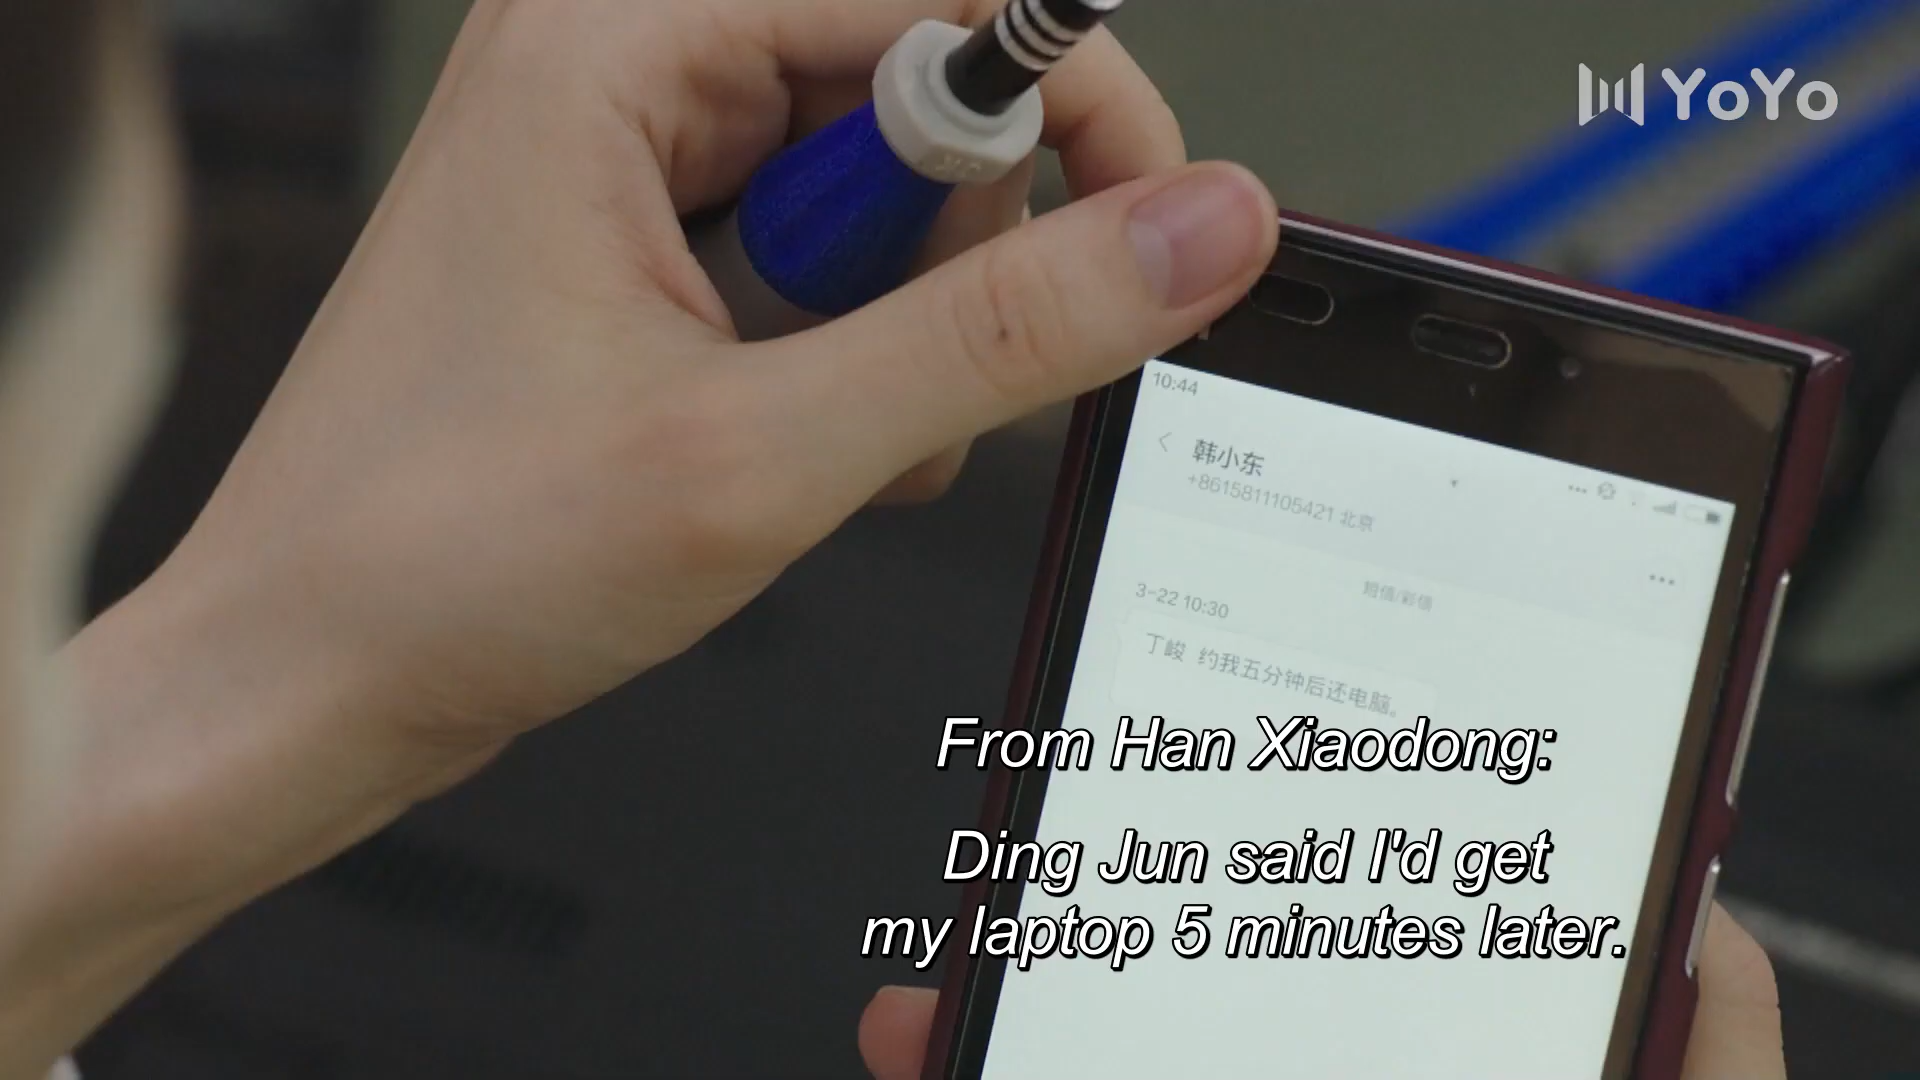 YoYo
10:44
韩小东
+8615811105421 北京
短信/彩信
3-22 10:30
丁峻 约我五分钟后还电脑。
From Han Xiaodong:
Ding Jun said I'd get
my laptop 5 minutes later.